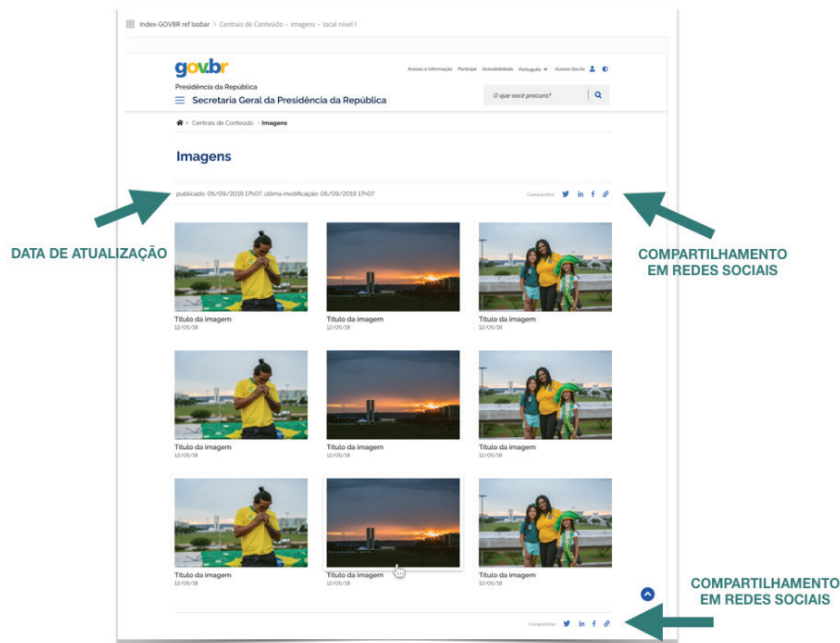 Index-GOVBR ref Isobar > Centrais de Conteúdo – imagens – local nível 1
gov.br
Acesso à Informação Participe Acessibilidade Português Acesso Gov.br
Presidência da República
Secretaria Geral da Presidência da República
O que você procura?
Centrais de Conteúdo Imagens
Imagens
publicado: 05/09/2019 17h07, última modificação: 05/09/2019 17h07
Compartilhe:
DATA DE ATUALIZAÇÃO
COMPARTILHAMENTO
EM REDES SOCIAIS
Título da imagem Título da imagem Título da imagem
12/05/18 12/05/18 12/05/18
Título da imagem Título da imagem Título da imagem
12/05/18 12/05/18 12/05/18
Título da imagem Título da imagem Título da imagem
12/05/18 12/05/18 12/05/18
COMPARTILHAMENTO
EM REDES SOCIAIS
Compartilhe: